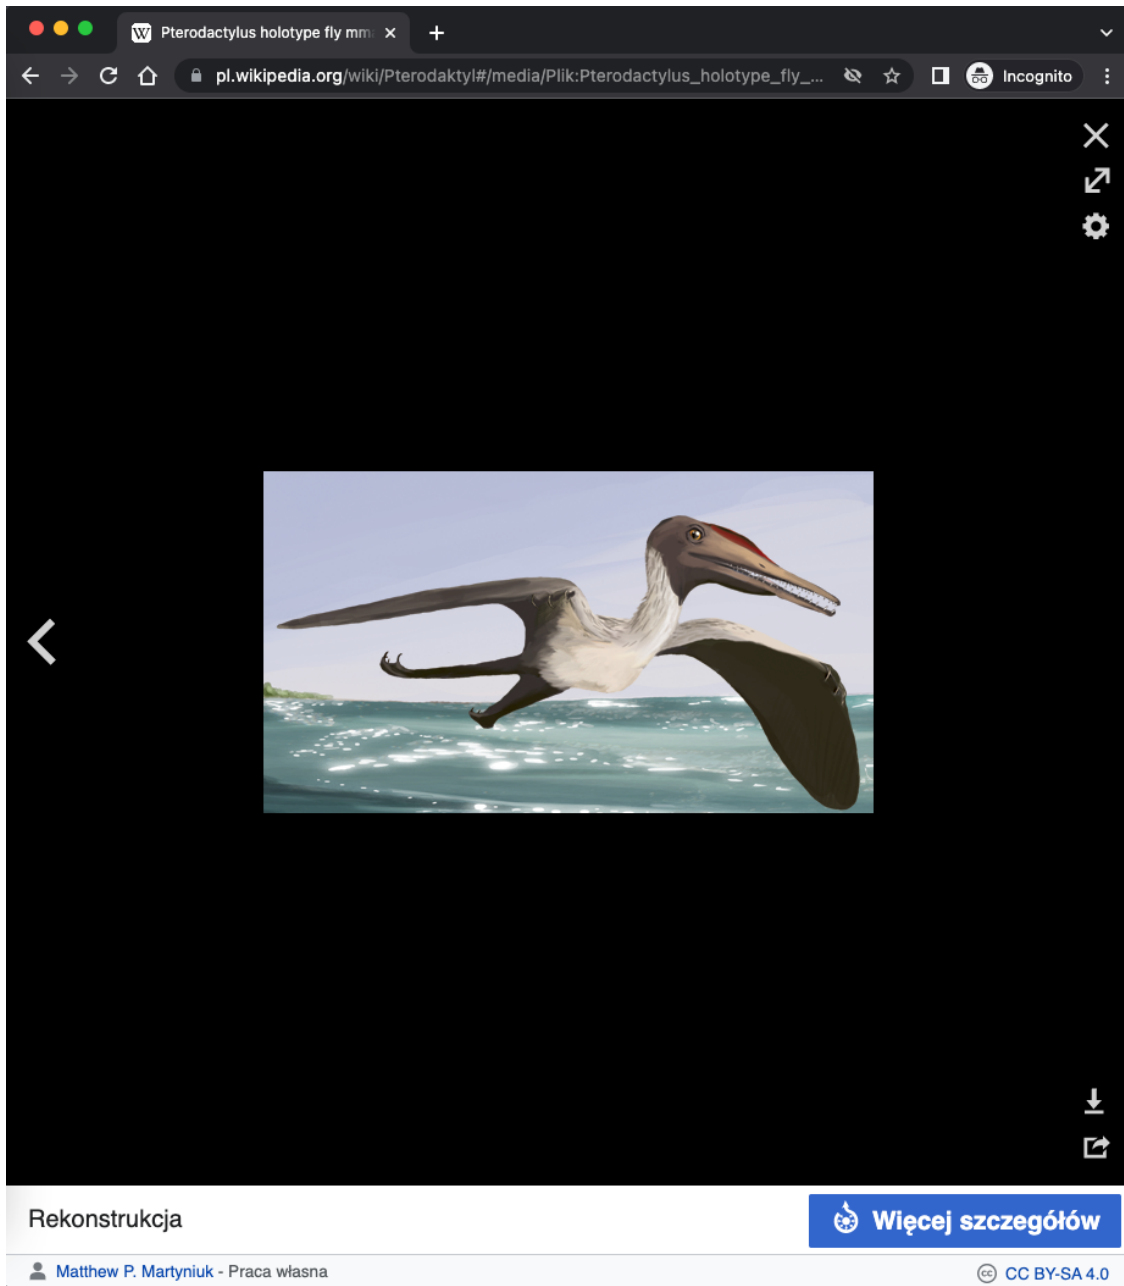 W Pterodactylus holotype fly mm
pl.wikipedia.org/wiki/Pterodaktyl#/media/Plik:Pterodactylus_holotype_fly_... Incognito
Rekonstrukcja
Więcej szczegółów
Matthew P. Martyniuk - Praca własna
cc CC BY-SA 4.0